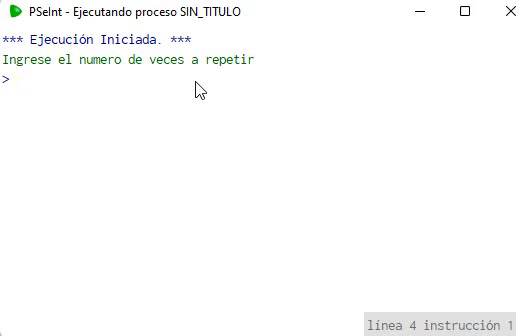 PSeInt - Ejecutando proceso SIN_TITULO
*** Ejecución Iniciada. ***
Ingrese el numero de veces a repetir
>
línea 4 instrucción 1